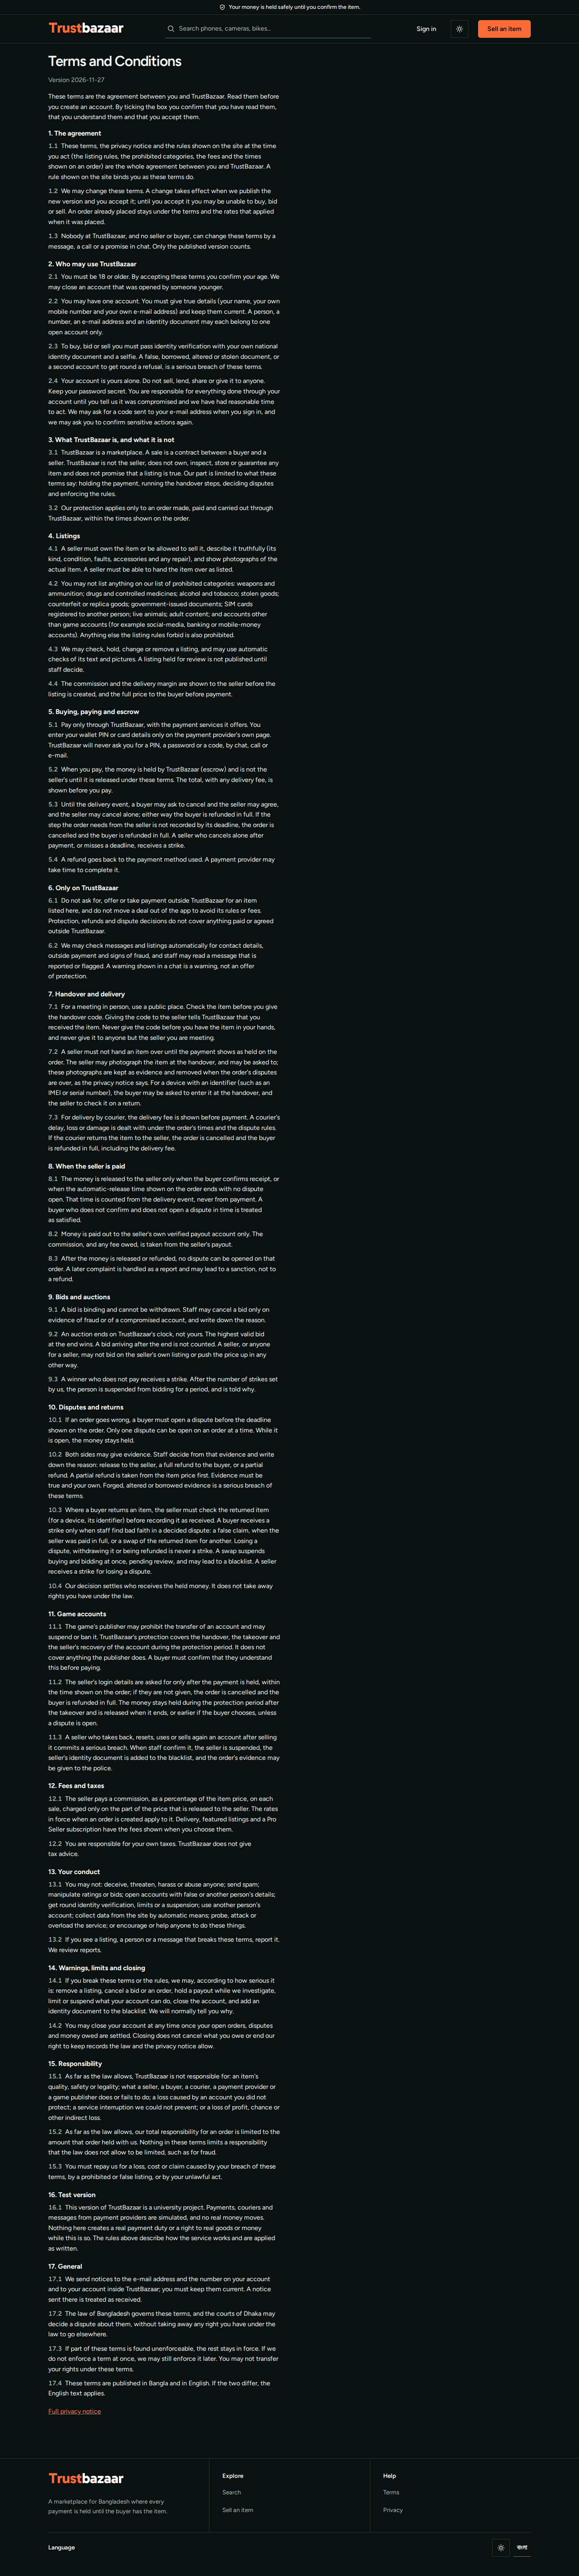 Your money is held safely until you confirm the item.
Trustbazaar
Search phones, cameras, bikes...
Sign in
Sell an item
Terms and Conditions
Version 2026-11-27
These terms are the agreement between you and TrustBazaar. Read them before
you create an account. By ticking the box you confirm that you have read them,
that you understand them and that you accept them.
1. The agreement
1.1 These terms, the privacy notice and the rules shown on the site at the time
you act (the listing rules, the prohibited categories, the fees and the times
shown on an order) are the whole agreement between you and TrustBazaar. A
rule shown on the site binds you as these terms do.
1.2 We may change these terms. A change takes effect when we publish the
new version and you accept it; until you accept it you may be unable to buy, bid
or sell. An order already placed stays under the terms and the rates that applied
when it was placed.
1.3 Nobody at TrustBazaar, and no seller or buyer, can change these terms by a
message, a call or a promise in chat. Only the published version counts.
2. Who may use TrustBazaar
2.1 You must be 18 or older. By accepting these terms you confirm your age. We
may close an account that was opened by someone younger.
2.2 You may have one account. You must give true details (your name, your own
mobile number and your own e-mail address) and keep them current. A person, a
number, an e-mail address and an identity document may each belong to one
open account only.
2.3 To buy, bid or sell you must pass identity verification with your own national
identity document and a selfie. A false, borrowed, altered or stolen document, or
a second account to get round a refusal, is a serious breach of these terms.
2.4 Your account is yours alone. Do not sell, lend, share or give it to anyone.
Keep your password secret. You are responsible for everything done through your
account until you tell us it was compromised and we have had reasonable time
to act. We may ask for a code sent to your e-mail address when you sign in, and
we may ask you to confirm sensitive actions again.
3. What TrustBazaar is, and what it is not
3.1 TrustBazaar is a marketplace. A sale is a contract between a buyer and a
seller. TrustBazaar is not the seller, does not own, inspect, store or guarantee any
item and does not promise that a listing is true. Our part is limited to what these
terms say: holding the payment, running the handover steps, deciding disputes
and enforcing the rules.
3.2 Our protection applies only to an order made, paid and carried out through
TrustBazaar, within the times shown on the order.
4. Listings
4.1 A seller must own the item or be allowed to sell it, describe it truthfully (its
kind, condition, faults, accessories and any repair), and show photographs of the
actual item. A seller must be able to hand the item over as listed.
4.2 You may not list anything on our list of prohibited categories: weapons and
ammunition; drugs and controlled medicines; alcohol and tobacco; stolen goods;
counterfeit or replica goods; government-issued documents; SIM cards
registered to another person; live animals; adult content; and accounts other
than game accounts (for example social-media, banking or mobile-money
accounts). Anything else the listing rules forbid is also prohibited.
4.3 We may check, hold, change or remove a listing, and may use automatic
checks of its text and pictures. A listing held for review is not published until
staff decide.
4.4 The commission and the delivery margin are shown to the seller before the
listing is created, and the full price to the buyer before payment.
5. Buying, paying and escrow
5.1 Pay only through TrustBazaar, with the payment services it offers. You
enter your wallet PIN or card details only on the payment provider's own page.
TrustBazaar will never ask you for a PIN, a password or a code, by chat, call or
e-mail.
5.2 When you pay, the money is held by TrustBazaar (escrow) and is not the
seller's until it is released under these terms. The total, with any delivery fee, is
shown before you pay.
5.3 Until the delivery event, a buyer may ask to cancel and the seller may agree,
and the seller may cancel alone; either way the buyer is refunded in full. If the
step the order needs from the seller is not recorded by its deadline, the order is
cancelled and the buyer is refunded in full. A seller who cancels alone after
payment, or misses a deadline, receives a strike.
5.4 A refund goes back to the payment method used. A payment provider may
take time to complete it.
6. Only on TrustBazaar
6.1 Do not ask for, offer or take payment outside TrustBazaar for an item
listed here, and do not move a deal out of the app to avoid its rules or fees.
Protection, refunds and dispute decisions do not cover anything paid or agreed
outside TrustBazaar.
6.2 We may check messages and listings automatically for contact details,
outside payment and signs of fraud, and staff may read a message that is
reported or flagged. A warning shown in a chat is a warning, not an offer
of protection.
7. Handover and delivery
7.1 For a meeting in person, use a public place. Check the item before you give
the handover code. Giving the code to the seller tells TrustBazaar that you
received the item. Never give the code before you have the item in your hands,
and never give it to anyone but the seller you are meeting.
7.2 A seller must not hand an item over until the payment shows as held on the
order. The seller may photograph the item at the handover, and may be asked to;
these photographs are kept as evidence and removed when the order's disputes
are over, as the privacy notice says. For a device with an identifier (such as an
IMEI or serial number), the buyer may be asked to enter it at the handover, and
the seller to check it on a return.
7.3 For delivery by courier, the delivery fee is shown before payment. A courier's
delay, loss or damage is dealt with under the order's times and the dispute rules.
If the courier returns the item to the seller, the order is cancelled and the buyer
is refunded in full, including the delivery fee.
8. When the seller is paid
8.1 The money is released to the seller only when the buyer confirms receipt, or
when the automatic-release time shown on the order ends with no dispute
open. That time is counted from the delivery event, never from payment. A
buyer who does not confirm and does not open a dispute in time is treated
as satisfied.
8.2 Money is paid out to the seller's own verified payout account only. The
commission, and any fee owed, is taken from the seller's payout.
8.3 After the money is released or refunded, no dispute can be opened on that
order. A later complaint is handled as a report and may lead to a sanction, not to
a refund.
9. Bids and auctions
9.1 A bid is binding and cannot be withdrawn. Staff may cancel a bid only on
evidence of fraud or of a compromised account, and write down the reason.
9.2 An auction ends on TrustBazaar's clock, not yours. The highest valid bid
at the end wins. A bid arriving after the end is not counted. A seller, or anyone
for a seller, may not bid on the seller's own listing or push the price up in any
other way.
9.3 A winner who does not pay receives a strike. After the number of strikes set
by us, the person is suspended from bidding for a period, and is told why.
10. Disputes and returns
10.1 If an order goes wrong, a buyer must open a dispute before the deadline
shown on the order. Only one dispute can be open on an order at a time. While it
is open, the money stays held.
10.2 Both sides may give evidence. Staff decide from that evidence and write
down the reason: release to the seller, a full refund to the buyer, or a partial
refund. A partial refund is taken from the item price first. Evidence must be
true and your own. Forged, altered or borrowed evidence is a serious breach of
these terms.
10.3 Where a buyer returns an item, the seller must check the returned item
(for a device, its identifier) before recording it as received. A buyer receives a
strike only when staff find bad faith in a decided dispute: a false claim, when the
seller was paid in full, or a swap of the returned item for another. Losing a
dispute, withdrawing it or being refunded is never a strike. A swap suspends
buying and bidding at once, pending review, and may lead to a blacklist. A seller
receives a strike for losing a dispute.
10.4 Our decision settles who receives the held money. It does not take away
rights you have under the law.
11. Game accounts
11.1 The game's publisher may prohibit the transfer of an account and may
suspend or ban it. TrustBazaar's protection covers the handover, the takeover and
the seller's recovery of the account during the protection period. It does not
cover anything the publisher does. A buyer must confirm that they understand
this before paying.
11.2 The seller's login details are asked for only after the payment is held, within
the time shown on the order; if they are not given, the order is cancelled and the
buyer is refunded in full. The money stays held during the protection period after
the takeover and is released when it ends, or earlier if the buyer chooses, unless
a dispute is open.
11.3 A seller who takes back, resets, uses or sells again an account after selling
it commits a serious breach. When staff confirm it, the seller is suspended, the
seller's identity document is added to the blacklist, and the order's evidence may
be given to the police.
12. Fees and taxes
12.1 The seller pays a commission, as a percentage of the item price, on each
sale, charged only on the part of the price that is released to the seller. The rates
in force when an order is created apply to it. Delivery, featured listings and a Pro
Seller subscription have the fees shown when you choose them.
12.2 You are responsible for your own taxes. TrustBazaar does not give
tax advice.
13. Your conduct
13.1 You may not: deceive, threaten, harass or abuse anyone; send spam;
manipulate ratings or bids; open accounts with false or another person's details;
get round identity verification, limits or a suspension; use another person's
account; collect data from the site by automatic means; probe, attack or
overload the service; or encourage or help anyone to do these things.
13.2 If you see a listing, a person or a message that breaks these terms, report it.
We review reports.
14. Warnings, limits and closing
14.1 If you break these terms or the rules, we may, according to how serious it
is: remove a listing, cancel a bid or an order, hold a payout while we investigate,
limit or suspend what your account can do, close the account, and add an
identity document to the blacklist. We will normally tell you why.
14.2 You may close your account at any time once your open orders, disputes
and money owed are settled. Closing does not cancel what you owe or end our
right to keep records the law and the privacy notice allow.
15. Responsibility
15.1 As far as the law allows, TrustBazaar is not responsible for: an item's
quality, safety or legality; what a seller, a buyer, a courier, a payment provider or
a game publisher does or fails to do; a loss caused by an account you did not
protect; a service interruption we could not prevent; or a loss of profit, chance or
other indirect loss.
15.2 As far as the law allows, our total responsibility for an order is limited to the
amount that order held with us. Nothing in these terms limits a responsibility
that the law does not allow to be limited, such as for fraud.
15.3 You must repay us for a loss, cost or claim caused by your breach of these
terms, by a prohibited or false listing, or by your unlawful act.
16. Test version
16.1 This version of TrustBazaar is a university project. Payments, couriers and
messages from payment providers are simulated, and no real money moves.
Nothing here creates a real payment duty or a right to real goods or money
while this is so. The rules above describe how the service works and are applied
as written.
17. General
17.1 We send notices to the e-mail address and the number on your account
and to your account inside TrustBazaar; you must keep them current. A notice
sent there is treated as received.
17.2 The law of Bangladesh governs these terms, and the courts of Dhaka may
decide a dispute about them, without taking away any right you have under the
law to go elsewhere.
17.3 If part of these terms is found unenforceable, the rest stays in force. If we
do not enforce a term at once, we may still enforce it later. You may not transfer
your rights under these terms.
17.4 These terms are published in Bangla and in English. If the two differ, the
English text applies.
Full privacy notice
Trustbazaar
A marketplace for Bangladesh where every
payment is held until the buyer has the item.
Explore
Search
Sell an item
Help
Terms
Privacy
Language
বাংলা